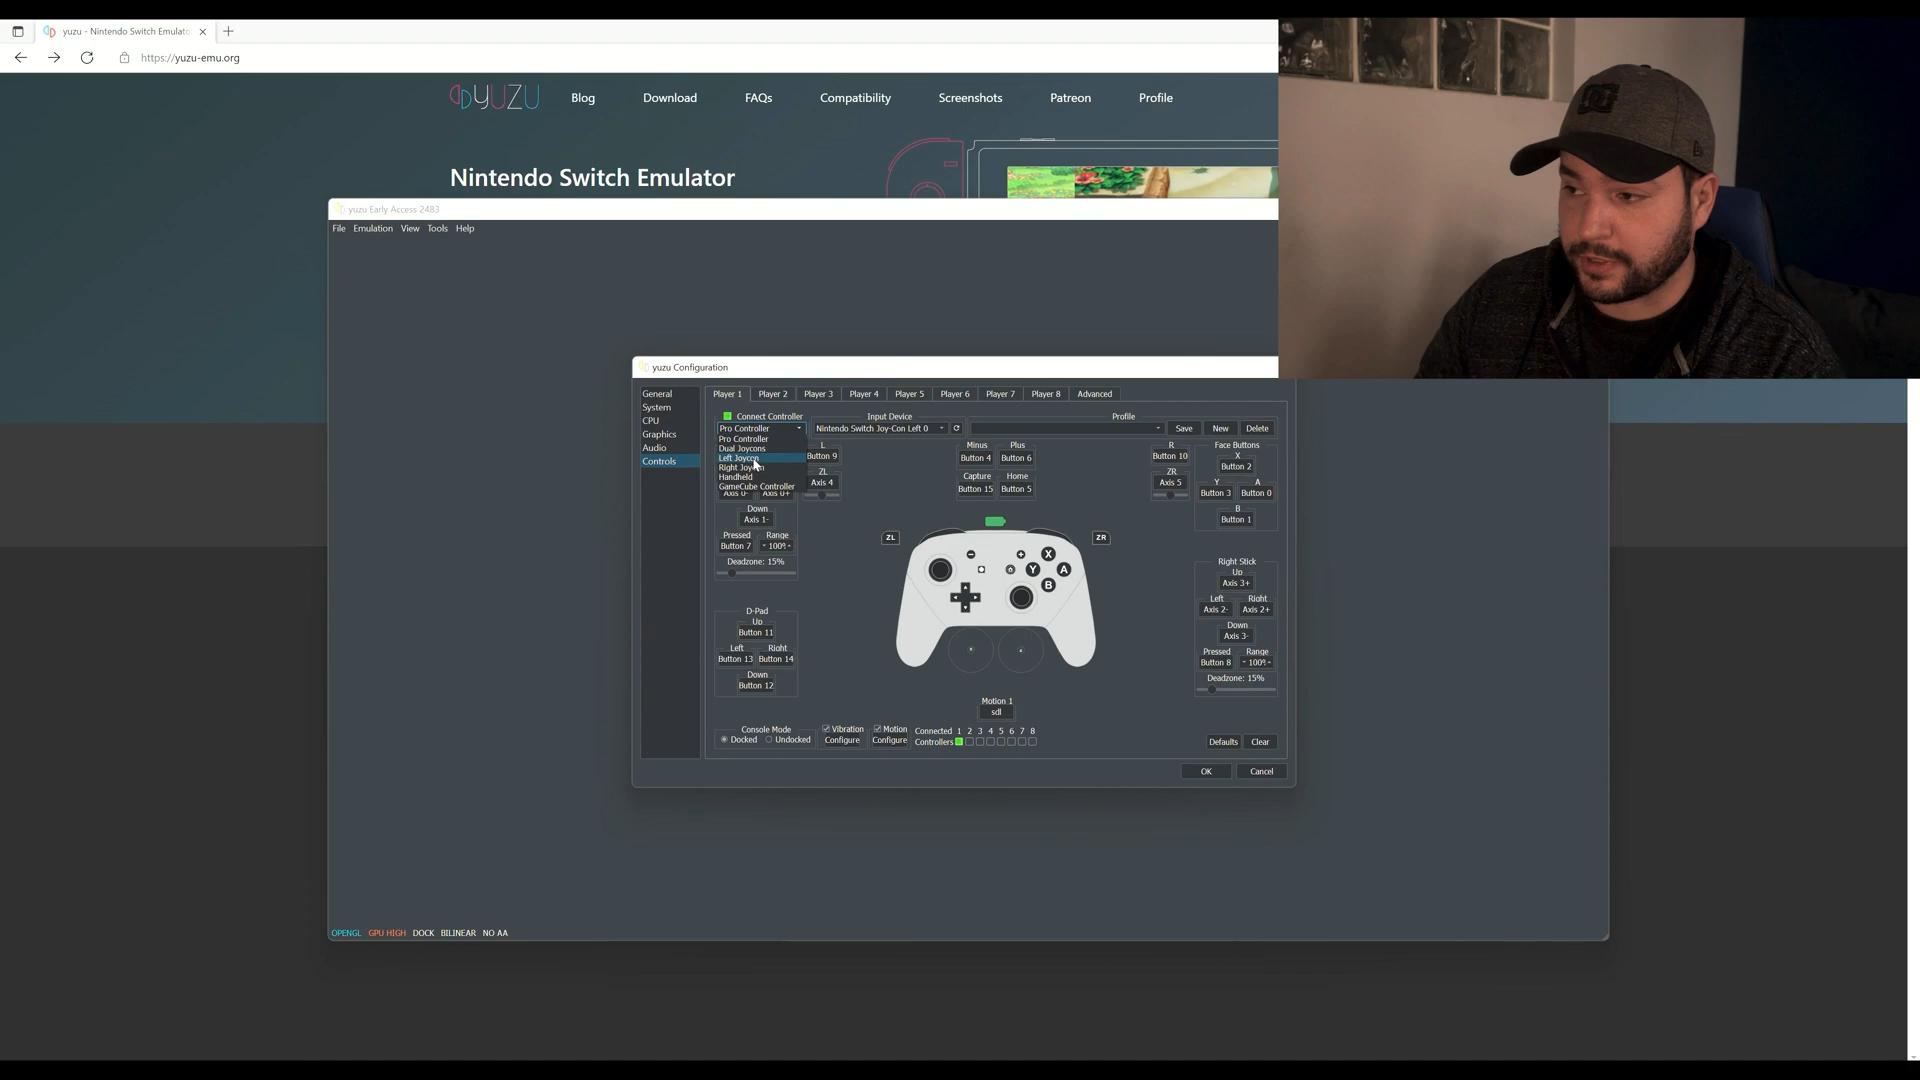 yuzu - Nintendo Switch Emulato
https://yuzu-emu.org
YUZU
Blog
Download
FAQs
Compatibility
Screenshots
Patreon
Profile
Nintendo Switch Emulator
yuzu Early Access 2483
File Emulation View Tools Help
yuzu Configuration
General
System
CPU
Graphics
Audio
Controls
Player 1 Player 2 Player 3 Player 4 Player 5 Player 6 Player 7 Player 8 Advanced
Connect Controller
Input Device
Profile
Pro Controller
Nintendo Switch Joy-Con Left 0
Save
New
Delete
Pro Controller
Dual Joycons
Left Joycon
Handheld
GameCube Controller
L
Button 9
ZL
Axis 4
Minus
Button 4
Plus
Button 6
Capture
Button 15
Home
Button 5
R
Button 10
ZR
Axis 5
Face Buttons
X
Button 2
Y
Button 3
A
Button 0
B
Button 1
Axis 0- Axis 0+
Down
Axis 1-
Pressed
Button 7
Range
100%
Deadzone: 15%
ZL
ZR
X
Y
A
B
D-Pad
Up
Button 11
Left
Button 13
Right
Button 14
Down
Button 12
Right Stick
Up
Axis 3+
Left
Axis 2-
Right
Axis 2+
Down
Axis 3-
Pressed
Button 8
Range
100%
Deadzone: 15%
Motion 1
sdl
Console Mode
Docked Undocked
Vibration
Configure
Motion
Configure
Connected 1 2 3 4 5 6 7 8
Controllers
Defaults
Clear
OK
Cancel
OPENGL GPU HIGH DOCK BILINEAR NO AA